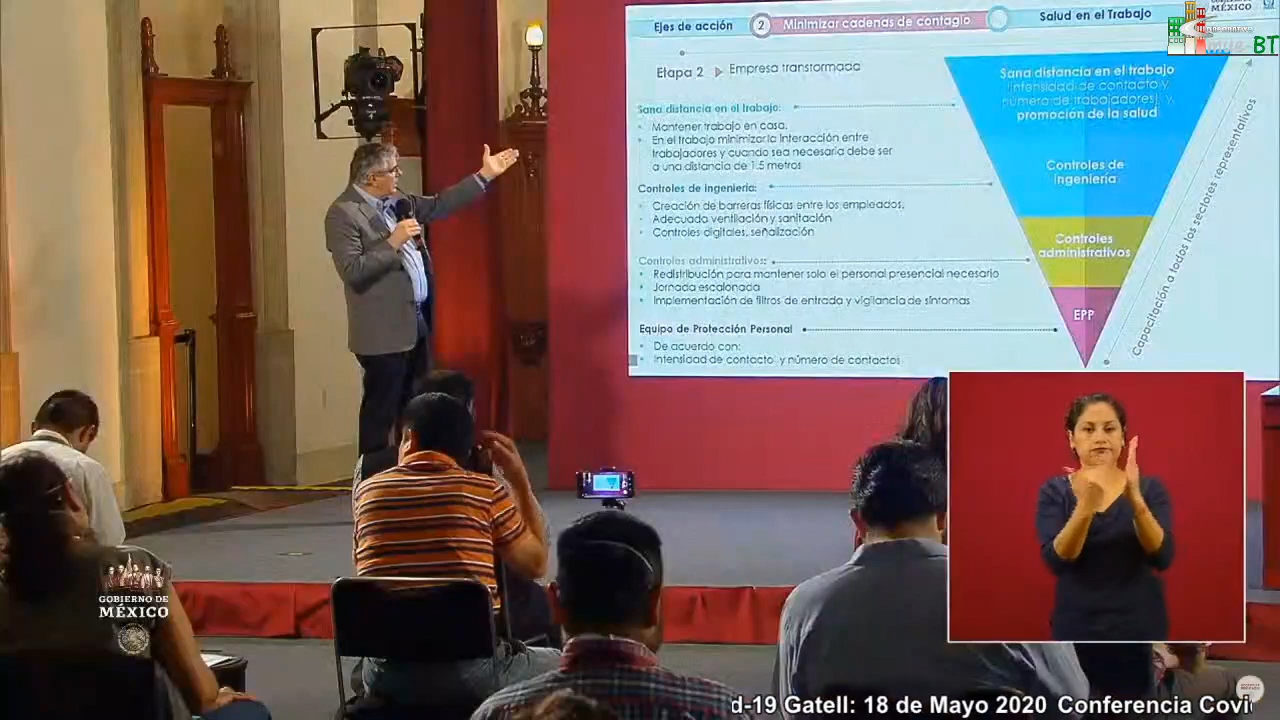 GOBIERNO DE
MÉXICO
BT
Ejes de acción
2
Minimizar cadenas de contagio
Salud en el Trabajo
Etapa 2
Empresa transformada
Sana distancia en el trabajo:
• Mantener trabajo en casa.
• En el trabajo minimizar la interacción entre
trabajadores y cuando sea necesaria debe ser
a una distancia de 1.5 metros
Controles de ingeniería:
• Creación de barreras físicas entre los empleados.
• Adecuada ventilación y sanitación
• Controles digitales, señalización
Controles administrativos:
• Redistribución para mantener solo el personal presencial necesario
• Jornada escalonada
• Implementación de filtros de entrada y vigilancia de síntomas
Equipo de Protección Personal
• De acuerdo con:
• Intensidad de contacto y número de contactos
Sana distancia en el trabajo
(intensidad de contacto y
número de trabajadores) y
promoción de la salud
Controles de
ingeniería
Controles
administrativos
EPP
Capacitación a todos los sectores representativos
GOBIERNO DE
MÉXICO
d-19 Gatell: 18 de Mayo 2020 Conferencia Covi